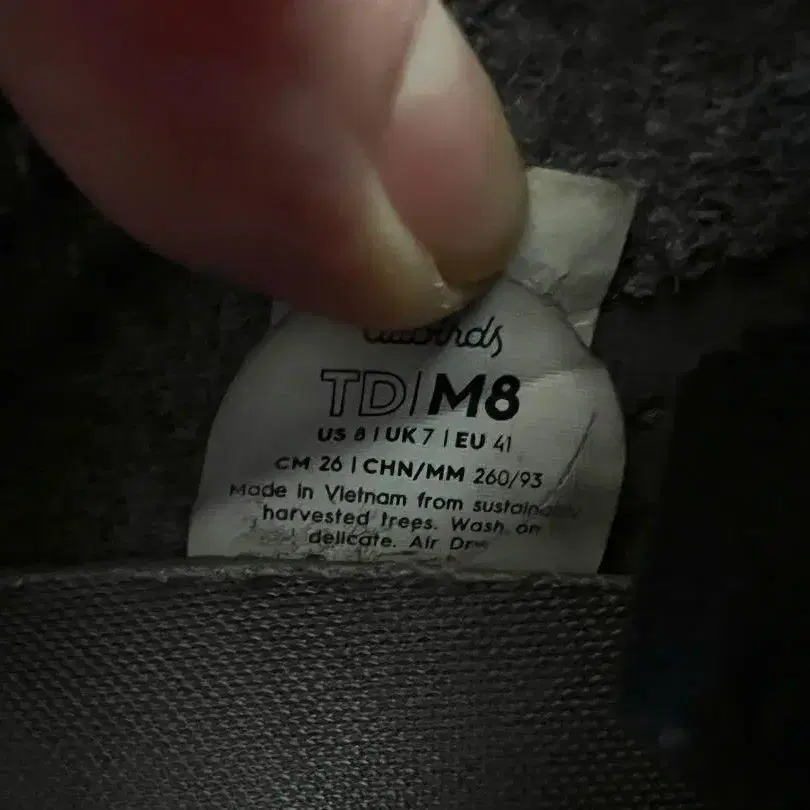 TD|M8
US 8 | UK 7 | EU 41
CM 26 | CHN/MM 260/93
Made in Vietnam from
harvested trees. Wash on
delicate. Air Dry